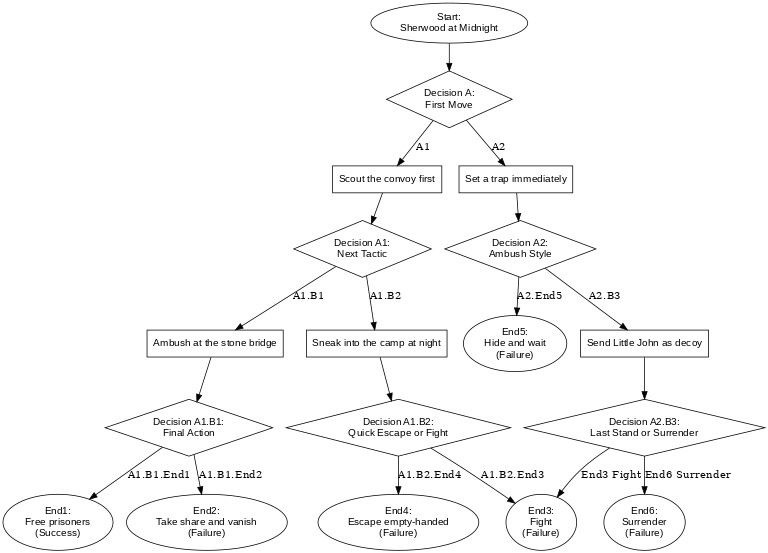 Start:
Sherwood at Midnight
Decision A:
First Move
A1
A2
Scout the convoy first
Set a trap immediately
Decision A1:
Next Tactic
Decision A2:
Ambush Style
A1.B1
A1.B2
A2.End5
A2.B3
Ambush at the stone bridge
Sneak into the camp at night
End5:
Hide and wait
(Failure)
Send Little John as decoy
Decision A1.B1:
Final Action
Decision A1.B2:
Quick Escape or Fight
Decision A2.B3:
Last Stand or Surrender
A1.B1.End1
A1.B1.End2
A1.B2.End4
A1.B2.End3
End3 Fight
End6 Surrender
End1:
Free prisoners
(Success)
End2:
Take share and vanish
(Failure)
End4:
Escape empty-handed
(Failure)
End3:
Fight
(Failure)
End6:
Surrender
(Failure)